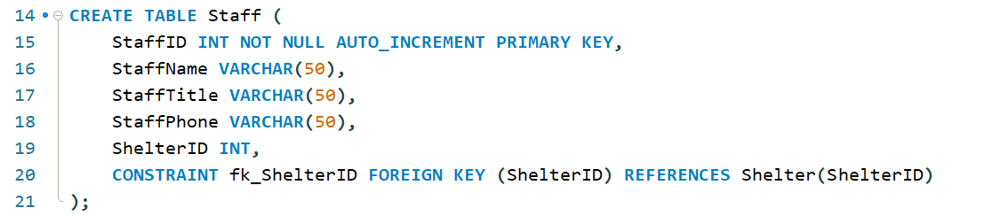 14 CREATE TABLE Staff (
15 StaffID INT NOT NULL AUTO_INCREMENT PRIMARY KEY,
16 StaffName VARCHAR(50),
17 StaffTitle VARCHAR(50),
18 StaffPhone VARCHAR(50),
19 ShelterID INT,
20 CONSTRAINT fk_ShelterID FOREIGN KEY (ShelterID) REFERENCES Shelter(ShelterID)
21 );